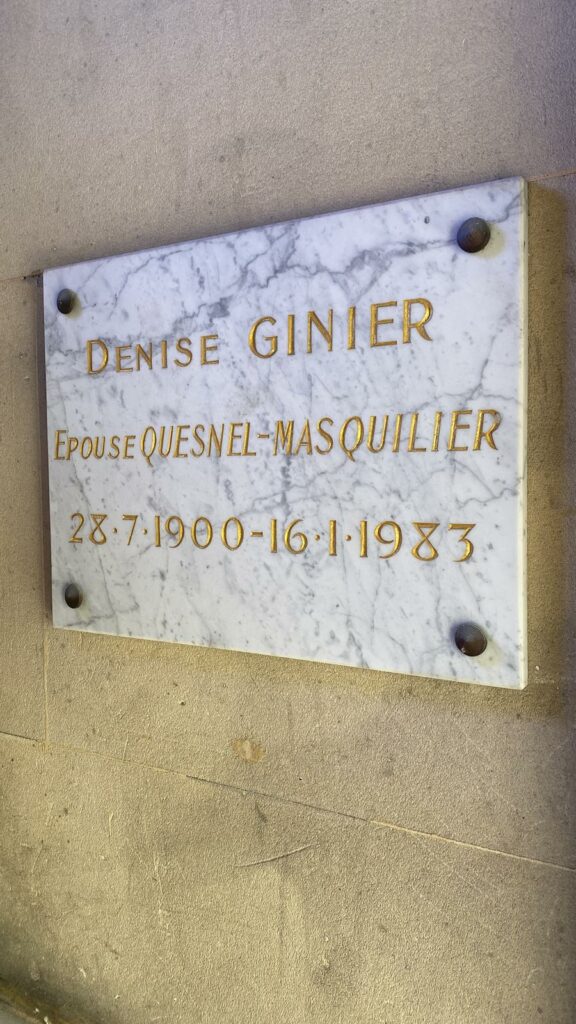 DENISE GINIER
EPOUSE QUESNEL-MASQUILIER
28·7·1900-16·1·1983